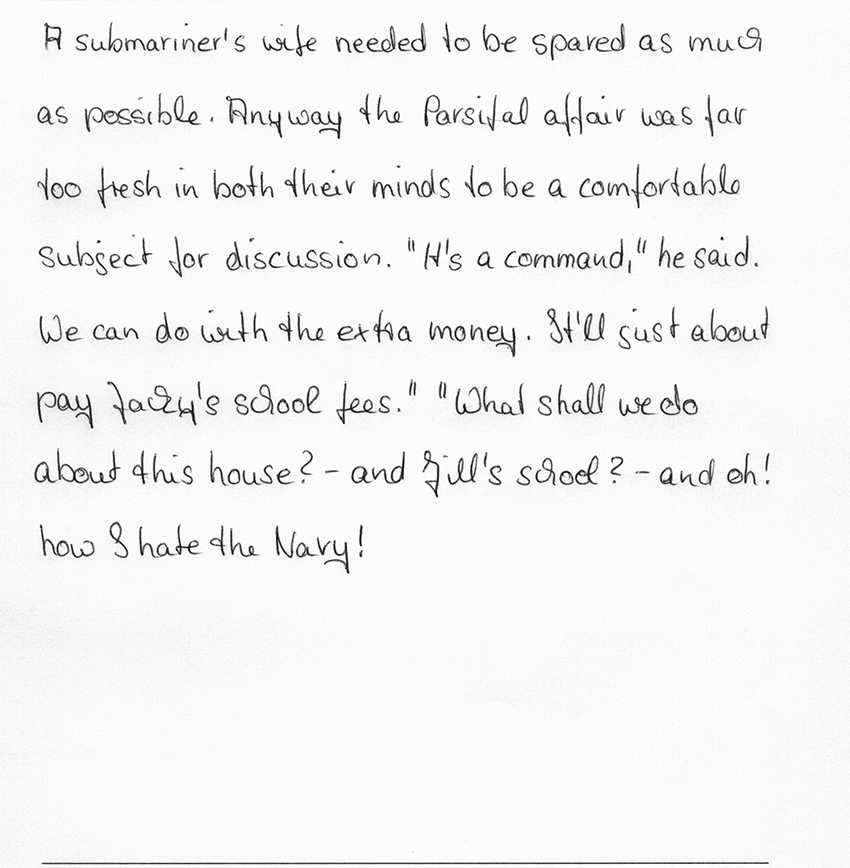 A submariner's wife needed to be spared as much
as possible. Anyway the Parsifal affair was far
too fresh in both their minds to be a comfortable
subject for discussion. "It's a command," he said.
We can do with the extra money. It'll just about
pay Jacky's school fees." "What shall we do
about this house? - and Jill's school? - and oh!
how I hate the Navy!